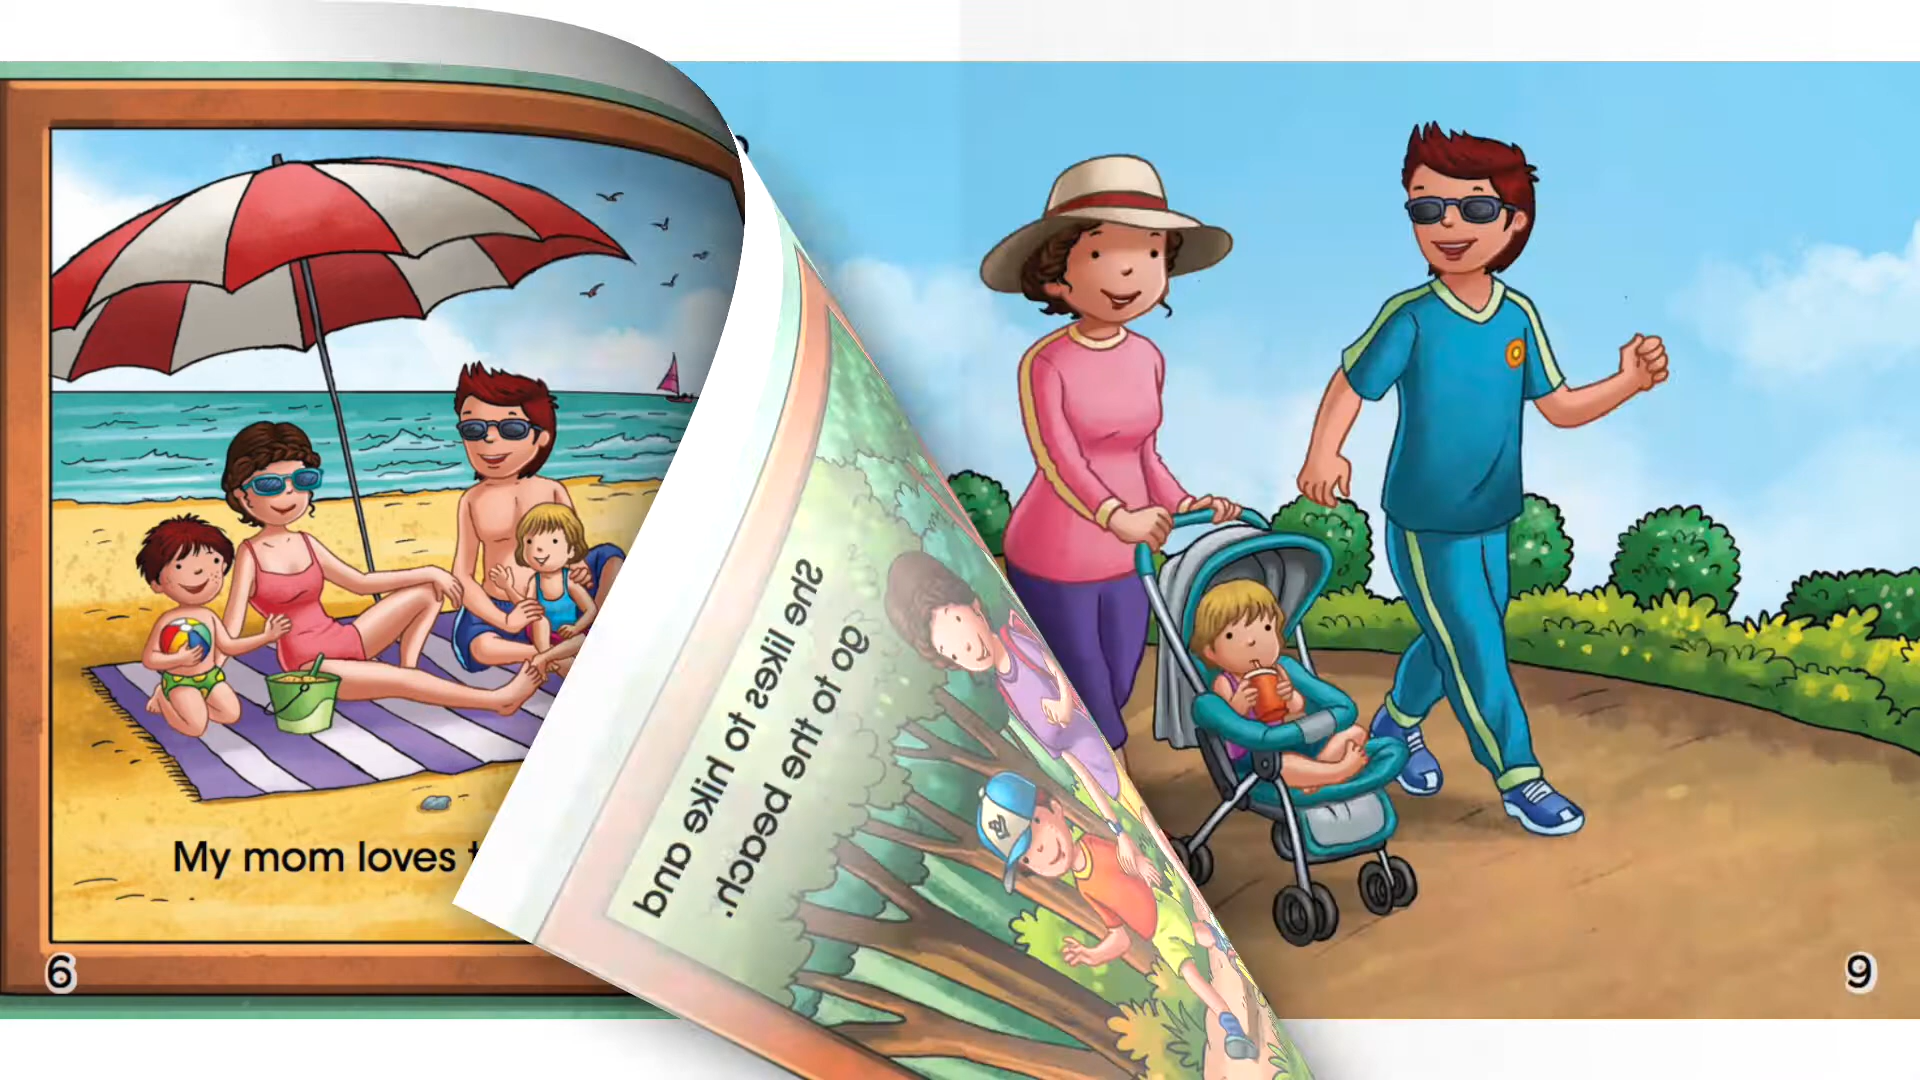 My mom loves
6
She likes to hike and
go to the beach.
9